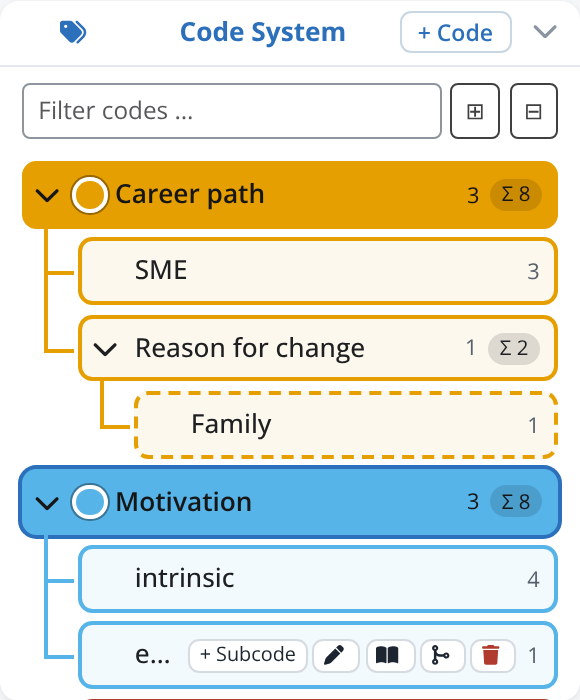 Code System
+ Code
Filter codes ...
Career path 3 Σ 8
SME 3
Reason for change 1 Σ 2
Family 1
Motivation 3 Σ 8
intrinsic 4
e... + Subcode 1